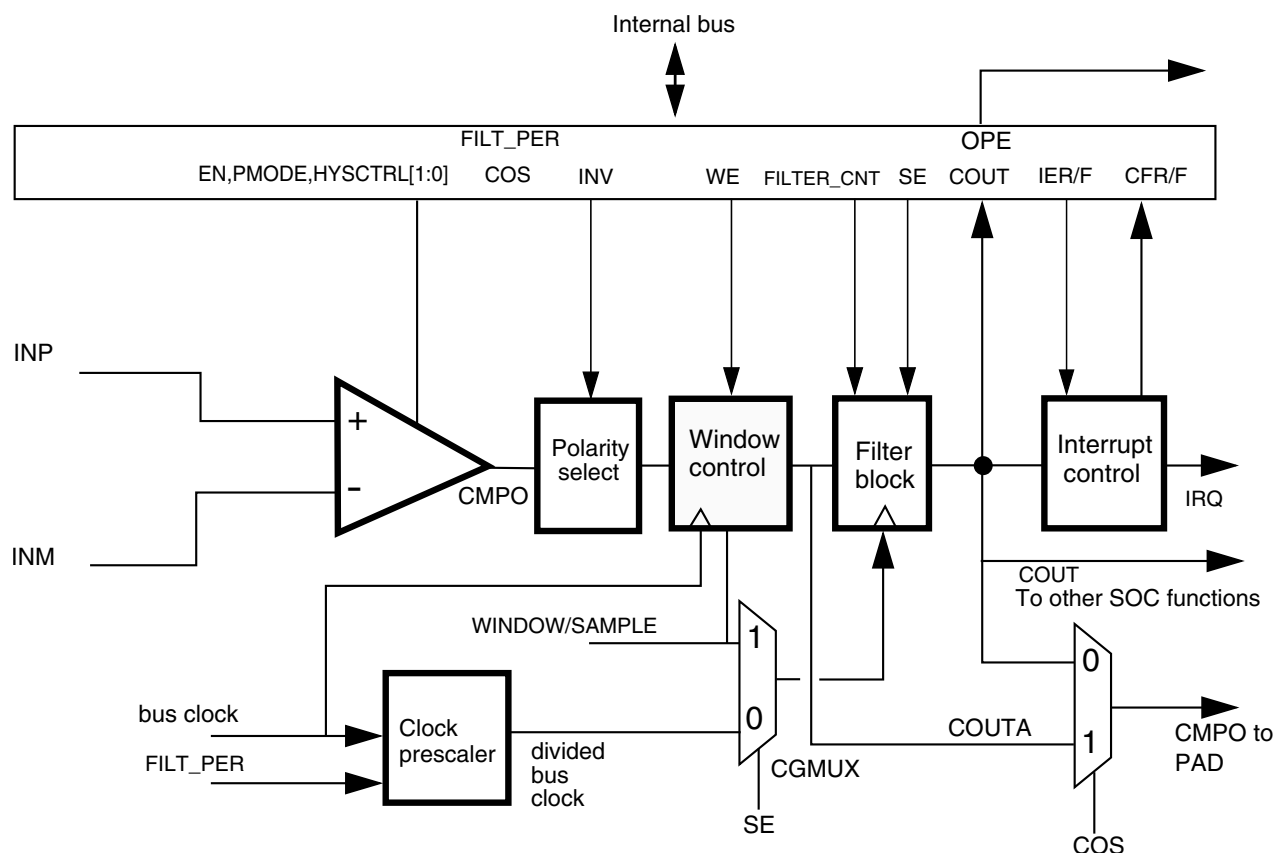 Internal bus
FILT_PER
OPE
EN,PMODE,HYSCTRL[1:0]
COS
INV
WE
FILTER_CNT
SE
COUT
IER/F
CFR/F
INP
+
-
INM
CMPO
Polarity
select
Window
control
Filter
block
Interrupt
control
IRQ
COUT
To other SOC functions
WINDOW/SAMPLE
1
0
CGMUX
SE
bus clock
FILT_PER
Clock
prescaler
divided
bus
clock
COUTA
0
1
CMPO to
PAD
COS